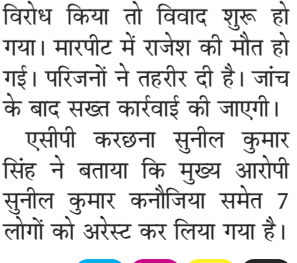 विरोध किया तो विवाद शुरू हो
गया। मारपीट में राजेश की मौत हो
गई। परिजनों ने तहरीर दी है। जांच
के बाद सख्त कार्रवाई की जाएगी।
एसीपी करछना सुनील कुमार
सिंह ने बताया कि मुख्य आरोपी
सुनील कुमार कनौजिया समेत 7
लोगों को अरेस्ट कर लिया गया है।